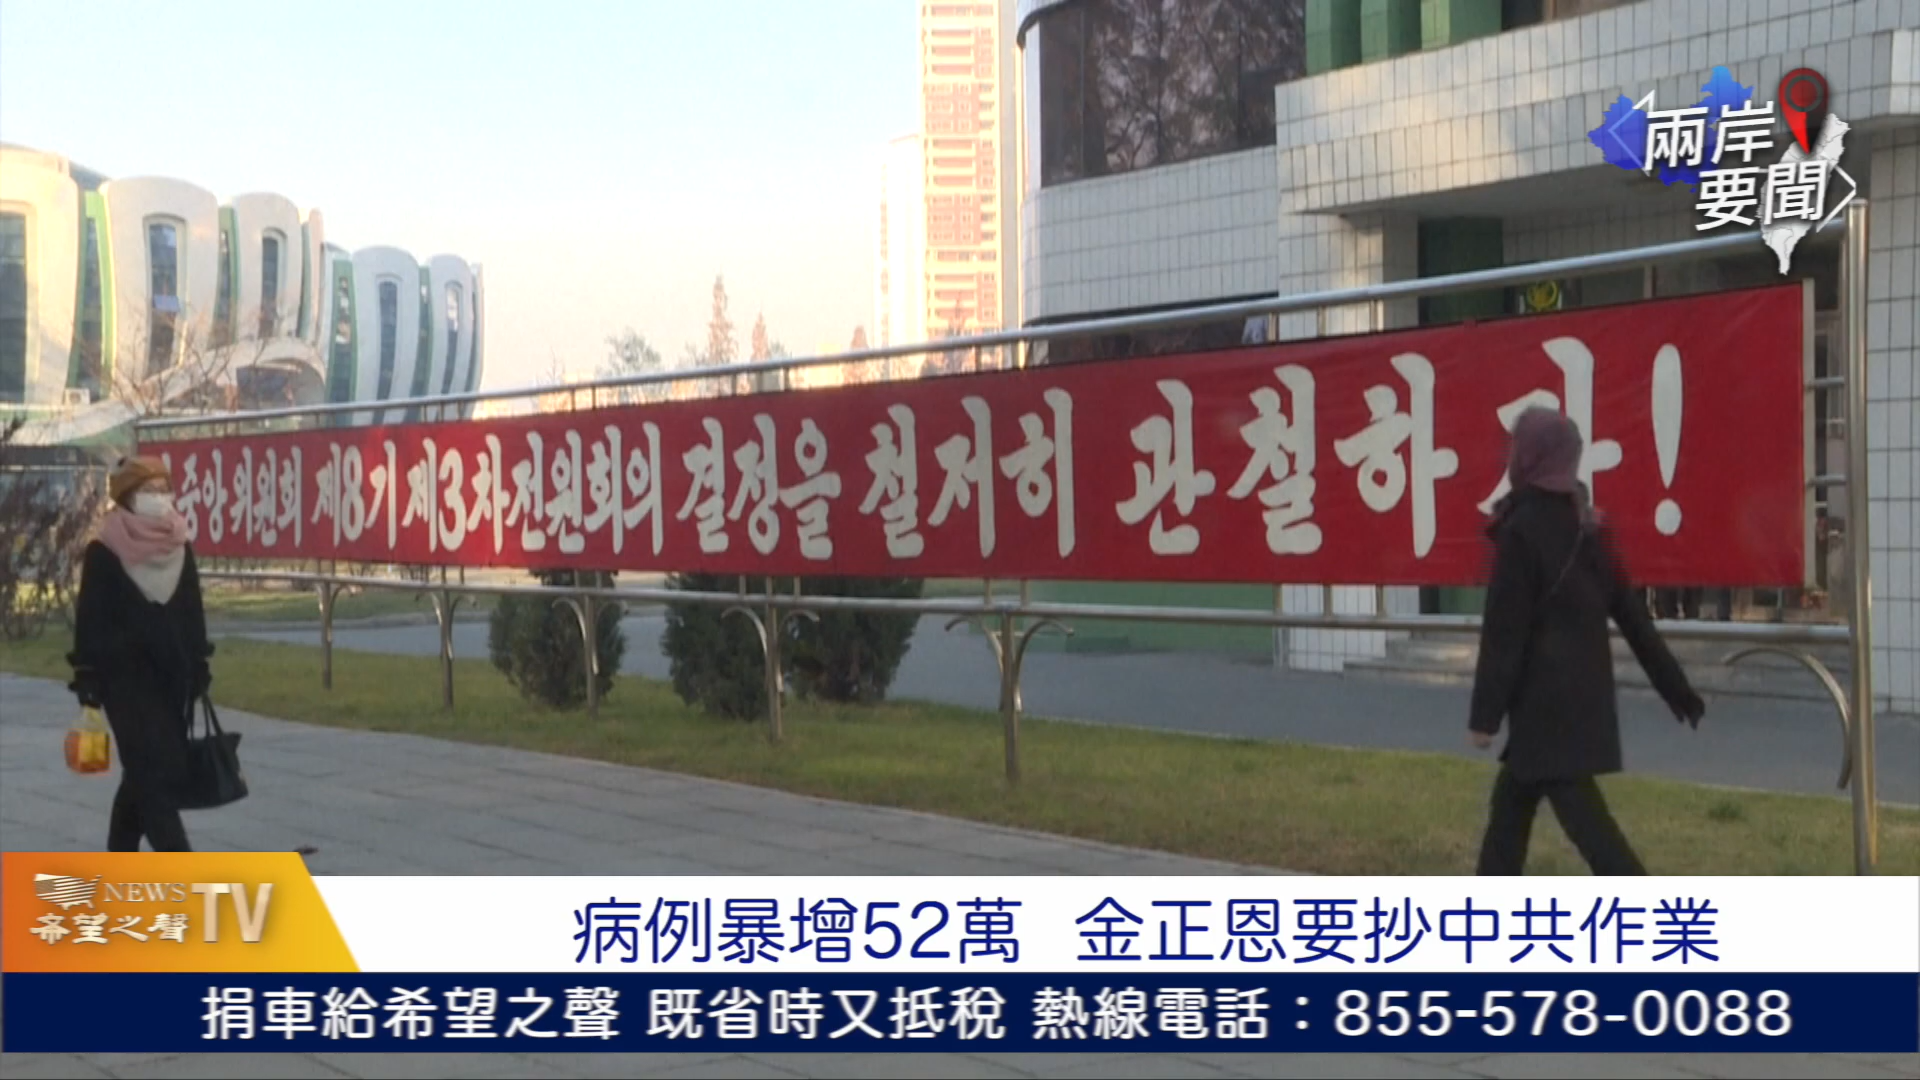 兩岸
要聞
중앙위원회 제8기 제3차전원회의 결정을 철저히 관철하자!
NEWS
希望之聲 TV
病例暴增52萬 金正恩要抄中共作業
捐車給希望之聲 既省時又抵稅 熱線電話：855-578-0088